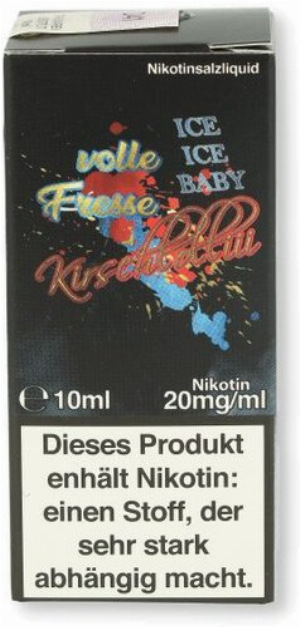 Nikotinsalzliquid
ICE
ICE
BABY
volle
Fresse
Kirschkelliii
℮ 10ml
Nikotin
20mg/ml
Dieses Produkt
enhält Nikotin:
einen Stoff, der
sehr stark
abhängig macht.